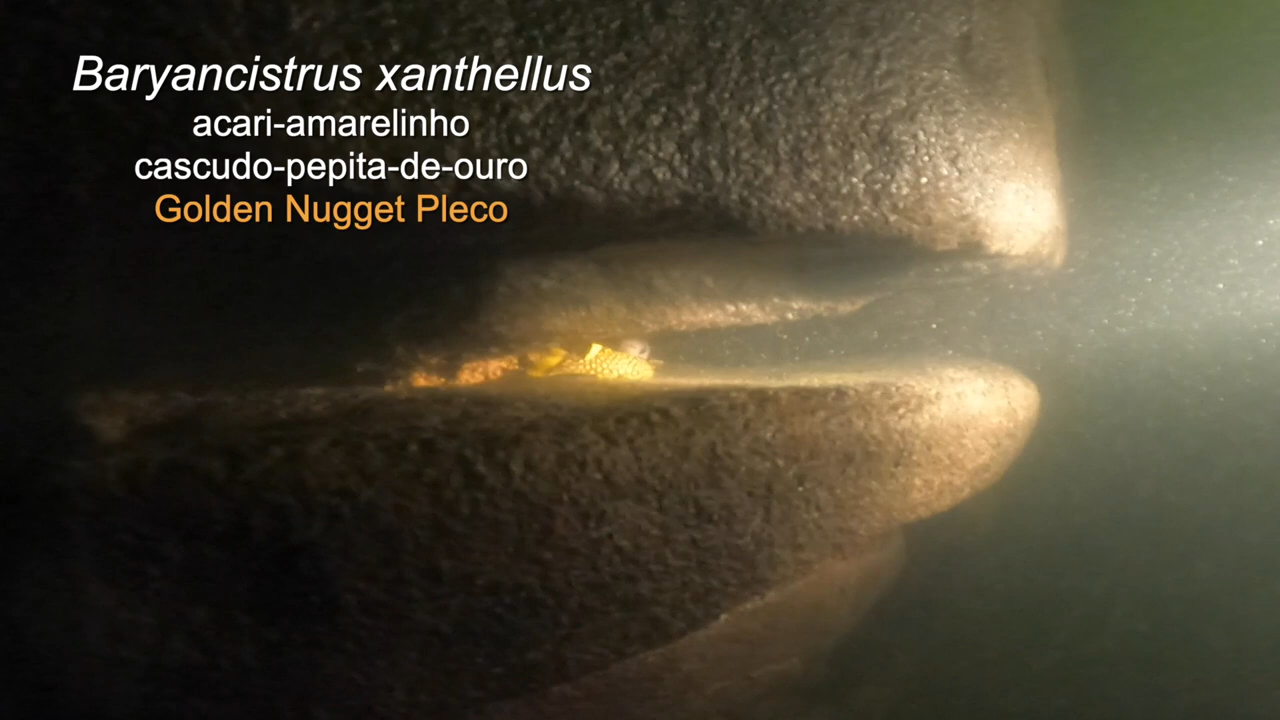 Baryancistrus xanthellus
acari-amarelinho
cascudo-pepita-de-ouro
Golden Nugget Pleco